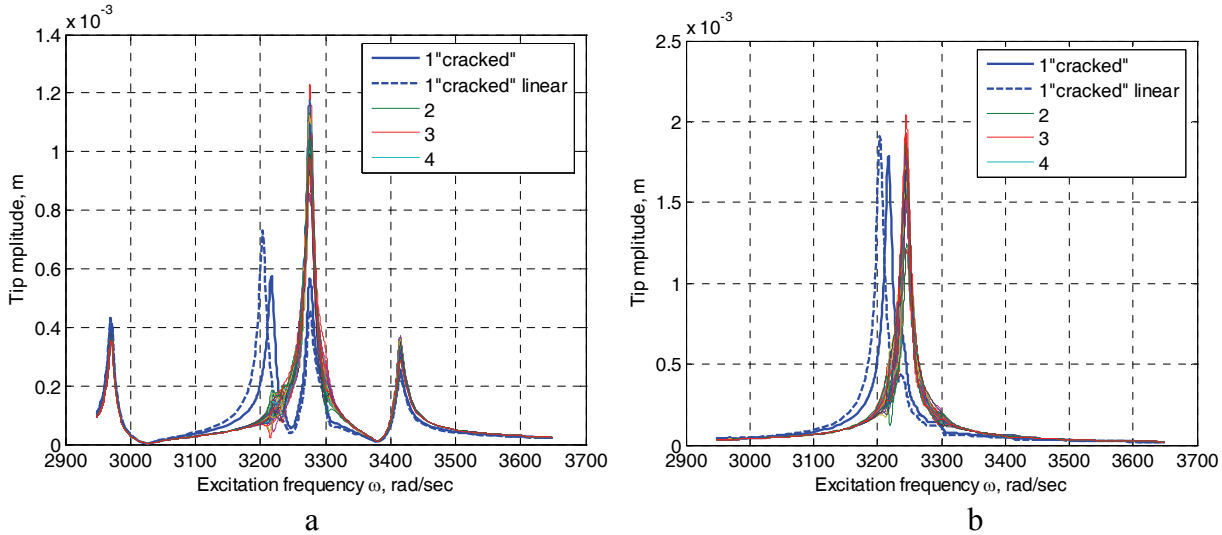 x 10⁻³
1.4
1.2
1
0.8
0.6
0.4
0.2
0
2900 3000 3100 3200 3300 3400 3500 3600 3700
Tip mplitude, m
Excitation frequency ω, rad/sec
1"cracked"
1"cracked" linear
2
3
4
a
x 10⁻³
2.5
2
1.5
1
0.5
0
2900 3000 3100 3200 3300 3400 3500 3600 3700
Tip mplitude, m
Excitation frequency ω, rad/sec
1"cracked"
1"cracked" linear
2
3
4
b